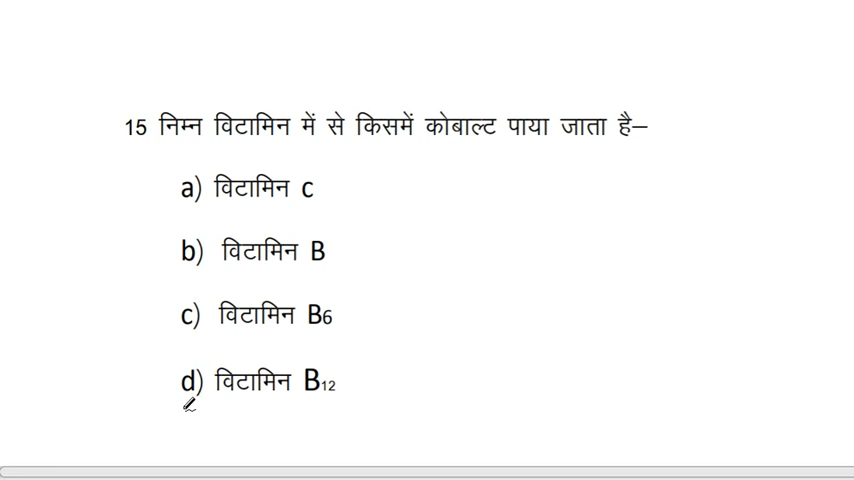 15 निम्न विटामिन में से किसमें कोबाल्ट पाया जाता है–
a) विटामिन c
b) विटामिन B
c) विटामिन B6
d) विटामिन B12